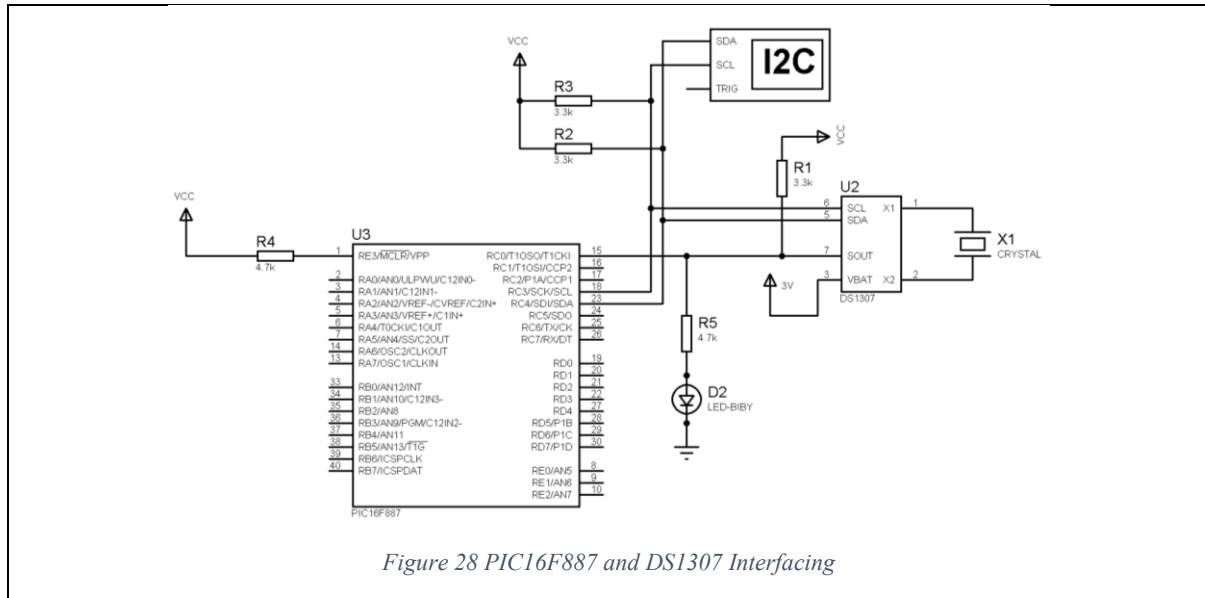 VCC
SDA
SCL
TRIG
I2C
R3
3.3k
R2
3.3k
VCC
R1
3.3k
VCC
R4
4.7k
U3
1 RE3/MCLR/VPP
2 RA0/AN0/ULPWU/C12IN0-
3 RA1/AN1/C12IN1-
4 RA2/AN2/VREF-/CVREF/C2IN+
5 RA3/AN3/VREF+/C1IN+
6 RA4/T0CKI/C1OUT
7 RA5/AN4/SS/C2OUT
14 RA6/OSC2/CLKOUT
13 RA7/OSC1/CLKIN
33 RB0/AN12/INT
34 RB1/AN10/C12IN3-
35 RB2/AN8
36 RB3/AN9/PGM/C12IN2-
37 RB4/AN11
38 RB5/AN13/T1G
39 RB6/ICSPCLK
40 RB7/ICSPDAT
RC0/T1OSO/T1CKI 15
RC1/T1OSI/CCP2 16
RC2/P1A/CCP1 17
RC3/SCK/SCL 18
RC4/SDI/SDA 23
RC5/SDO 24
RC6/TX/CK 25
RC7/RX/DT 26
RD0 19
RD1 20
RD2 21
RD3 22
RD4 27
RD5/P1B 28
RD6/P1C 29
RD7/P1D 30
RE0/AN5 8
RE1/AN6 9
RE2/AN7 10
PIC16F887
U2
6 SCL
5 SDA
7 SOUT
3 VBAT
X1 1
X2 2
DS1307
3V
X1
CRYSTAL
R5
4.7k
D2
LED-BIBY
Figure 28 PIC16F887 and DS1307 Interfacing